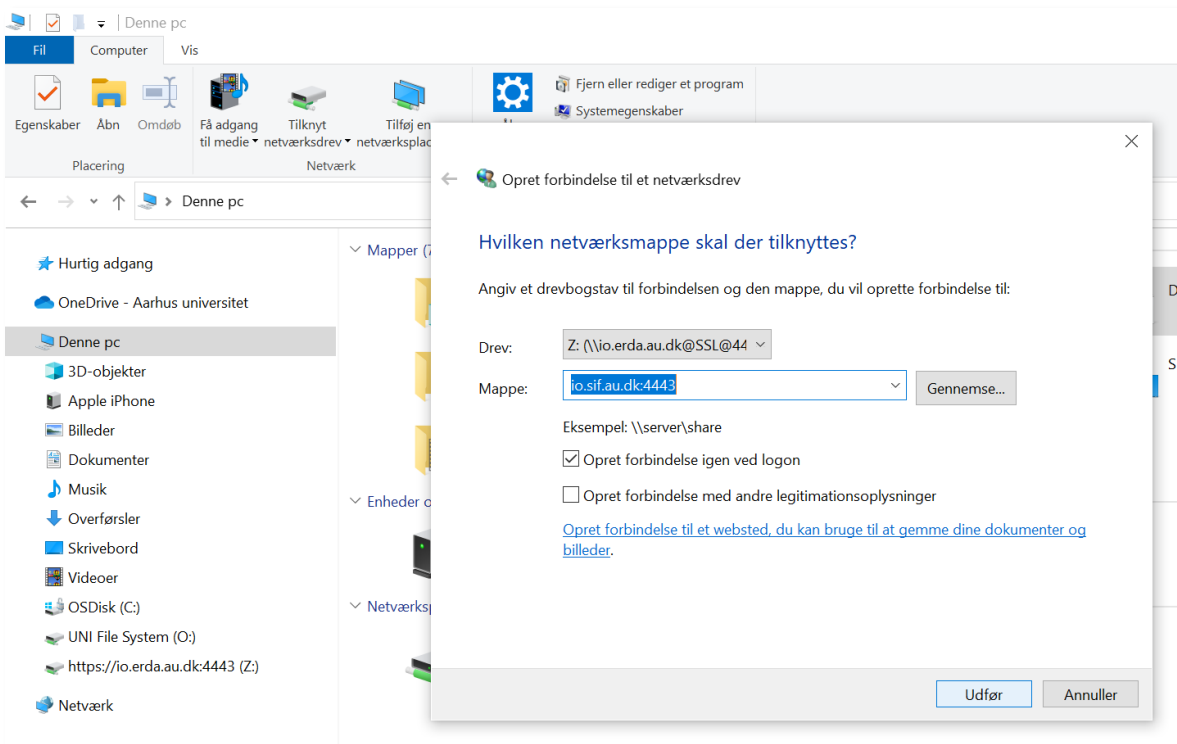 Denne pc
Fil Computer Vis
Egenskaber Åbn Omdøb
Få adgang til medie
Tilknyt netværksdrev
Tilføj en
Fjern eller rediger et program
Systemegenskaber
Placering
Netværk
Denne pc
Hurtig adgang
OneDrive - Aarhus universitet
Denne pc
3D-objekter
Apple iPhone
Billeder
Dokumenter
Musik
Overførsler
Skrivebord
Videoer
OSDisk (C:)
UNI File System (O:)
https://io.erda.au.dk:4443 (Z:)
Netværk
Mapper (7
Enheder o
Opret forbindelse til et netværksdrev
Hvilken netværksmappe skal der tilknyttes?
Angiv et drevbogstav til forbindelsen og den mappe, du vil oprette forbindelse til:
Drev: Z: (\\io.erda.au.dk@SSL@44
Mappe: io.sif.au.dk:4443 Gennemse...
Eksempel: \\server\share
Opret forbindelse igen ved logon
Opret forbindelse med andre legitimationsoplysninger
Opret forbindelse til et websted, du kan bruge til at gemme dine dokumenter og
billeder.
Udfør Annuller